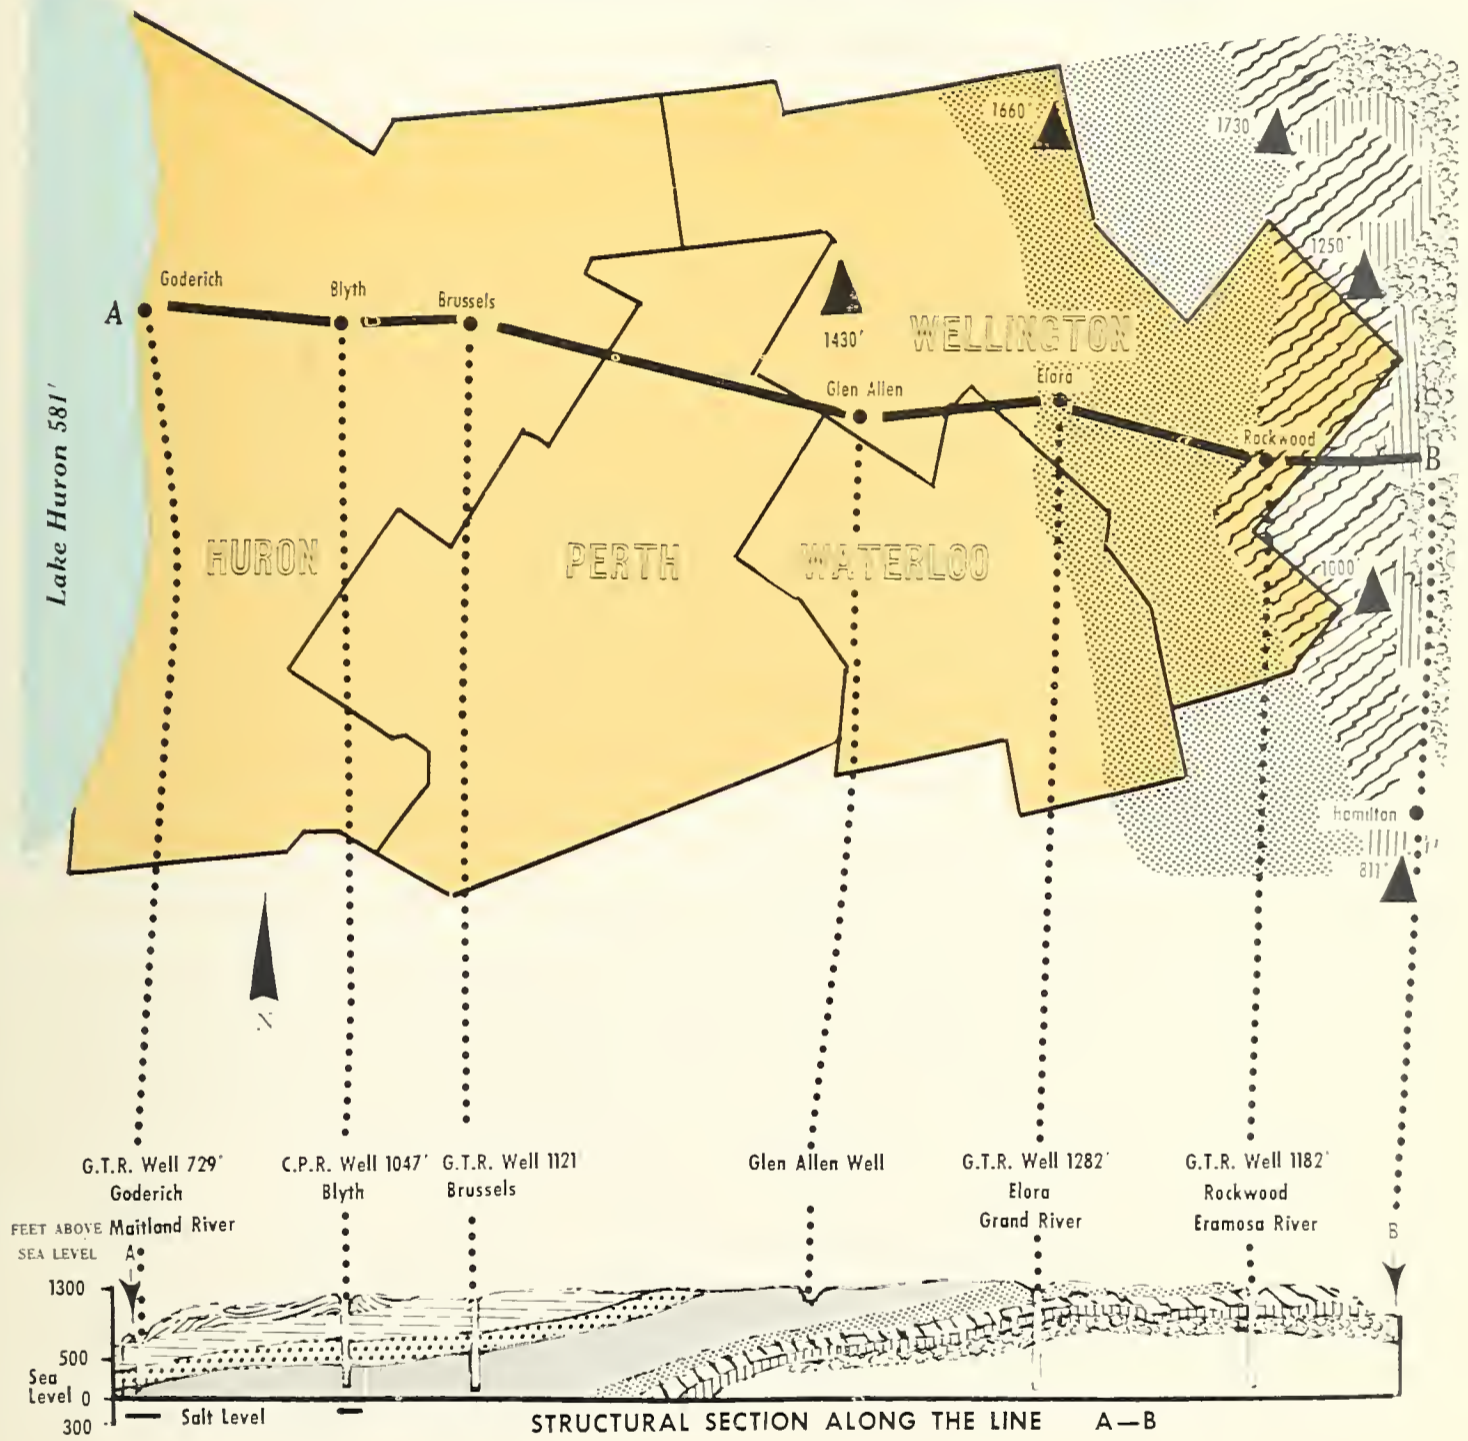 1660'
1730
1250'
Goderich
Blyth
Brussels
A
1430'
WELLINGTON
Glen Allen
Elora
Rockwood
B
Lake Huron 581'
HURON
PERTH
WATERLOO
1000'
Hamilton
811'
N
G.T.R. Well 729'
Goderich
Maitland River
C.P.R. Well 1047'
Blyth
G.T.R. Well 1121
Brussels
Glen Allen Well
G.T.R. Well 1282'
Elora
Grand River
G.T.R. Well 1182'
Rockwood
Eramosa River
FEET ABOVE
SEA LEVEL
A
B
1300
500
Sea
Level 0
300
Salt Level
STRUCTURAL SECTION ALONG THE LINE A—B